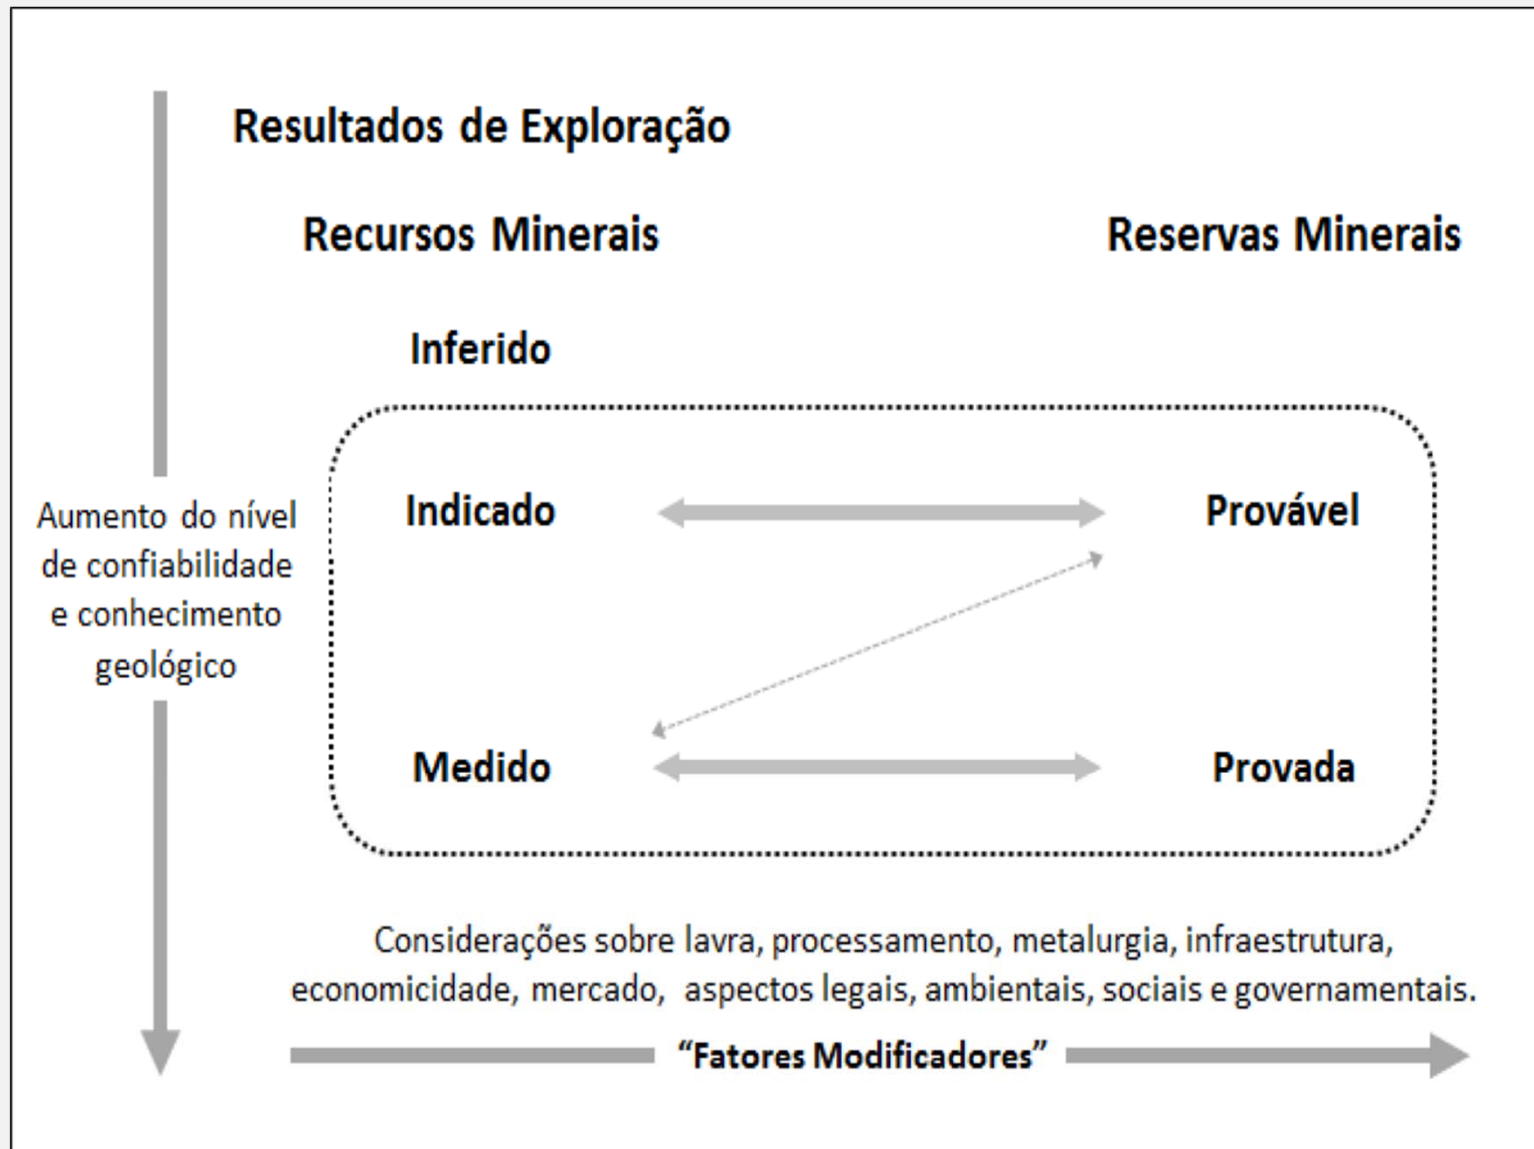 Resultados de Exploração
Recursos Minerais
Reservas Minerais
Inferido
Aumento do nível
de confiabilidade
e conhecimento
geológico
Indicado
Provável
Medido
Provada
Considerações sobre lavra, processamento, metalurgia, infraestrutura,
economicidade, mercado, aspectos legais, ambientais, sociais e governamentais.
“Fatores Modificadores”